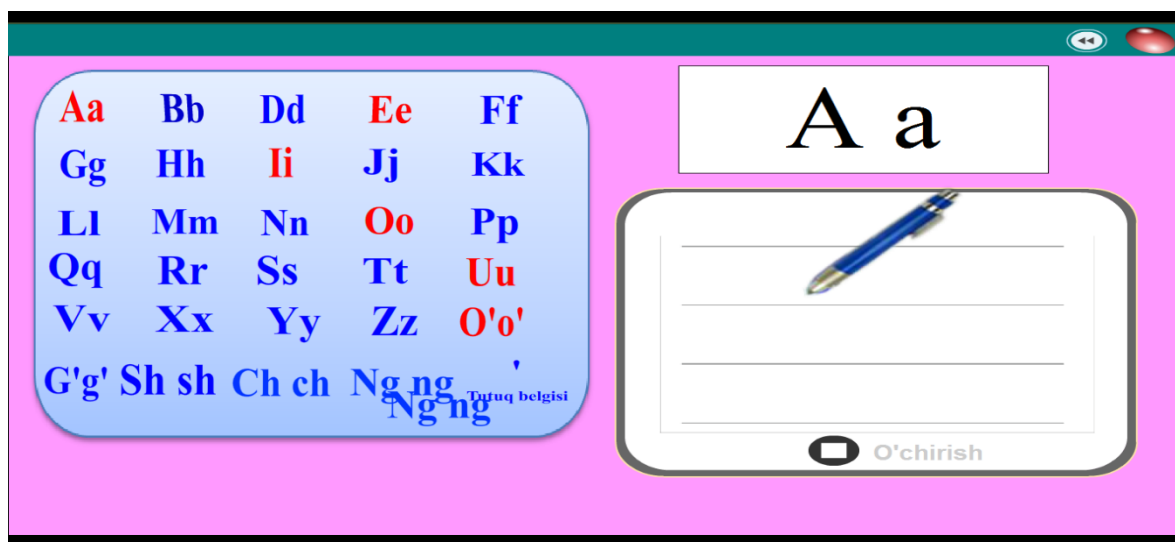 Aa Bb Dd Ee Ff
Gg Hh Ii Jj Kk
Ll Mm Nn Oo Pp
Qq Rr Ss Tt Uu
Vv Xx Yy Zz O'o'
G'g' Sh sh Ch ch Ng ng '
Ng ng Tutuq belgisi
A a
O'chirish